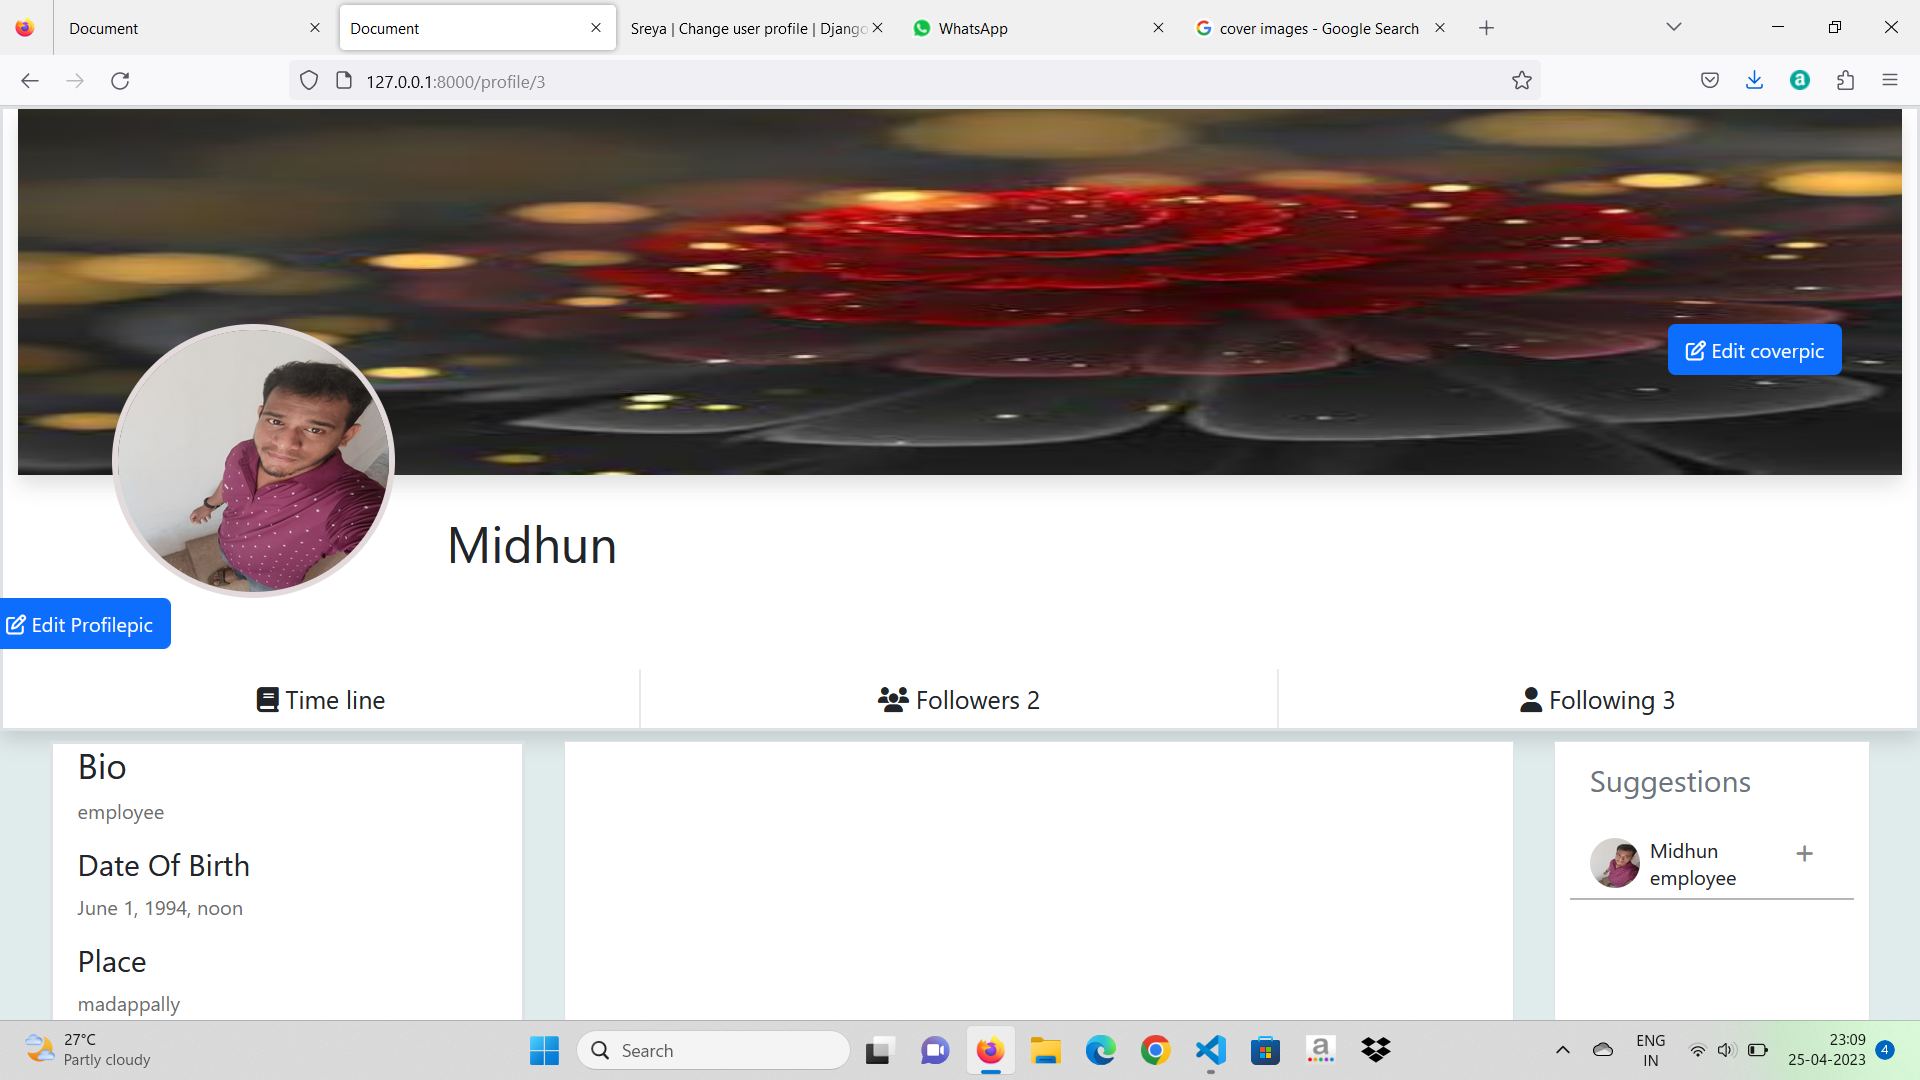 Document
Document
Sreya | Change user profile | Django
WhatsApp
cover images - Google Search
127.0.0.1:8000/profile/3
Edit coverpic
Midhun
Edit Profilepic
Time line
Followers 2
Following 3
Bio
employee
Date Of Birth
June 1, 1994, noon
Place
madappally
Suggestions
Midhun
employee
27°C
Partly cloudy
Search
ENG
IN
23:09
25-04-2023
4